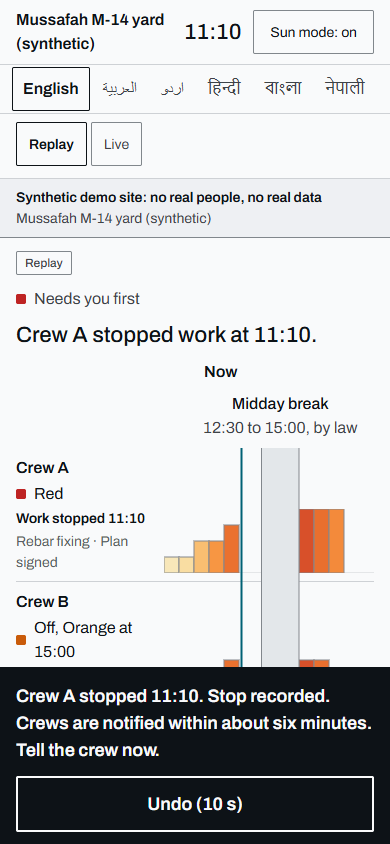 Mussafah M-14 yard
(synthetic)
11:10
Sun mode: on
English
العربية
اردو
हिन्दी
বাংলা
नेपाली
Replay
Live
Synthetic demo site: no real people, no real data
Mussafah M-14 yard (synthetic)
Replay
Needs you first
Crew A stopped work at 11:10.
Now
Midday break
12:30 to 15:00, by law
Crew A
Red
Work stopped 11:10
Rebar fixing · Plan
signed
Crew B
Off, Orange at
15:00
Crew A stopped 11:10. Stop recorded.
Crews are notified within about six minutes.
Tell the crew now.
Undo (10 s)